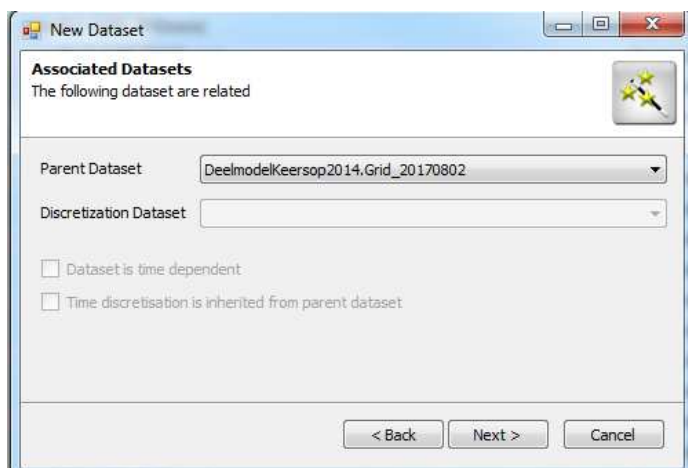 New Dataset
Associated Datasets
The following dataset are related
Parent Dataset DeelmodelKeersop2014.Grid_20170802
Discretization Dataset
Dataset is time dependent
Time discretisation is inherited from parent dataset
< Back Next > Cancel